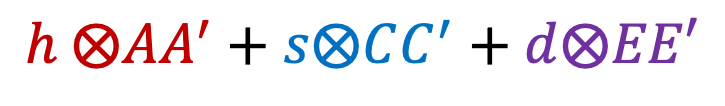 h ⊗AA′ + s⊗CC′ + d⊗EE′